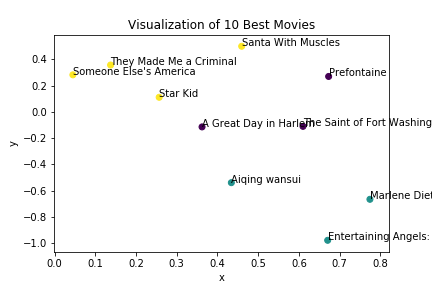 Visualization of 10 Best Movies
Santa With Muscles
They Made Me a Criminal
Someone Else's America
Prefontaine
Star Kid
A Great Day in Harlem
The Saint of Fort Washing
Aiqing wansui
Marlene Diet
Entertaining Angels:
0.4
0.2
0.0
−0.2
−0.4
−0.6
−0.8
−1.0
y
0.0 0.1 0.2 0.3 0.4 0.5 0.6 0.7 0.8
x